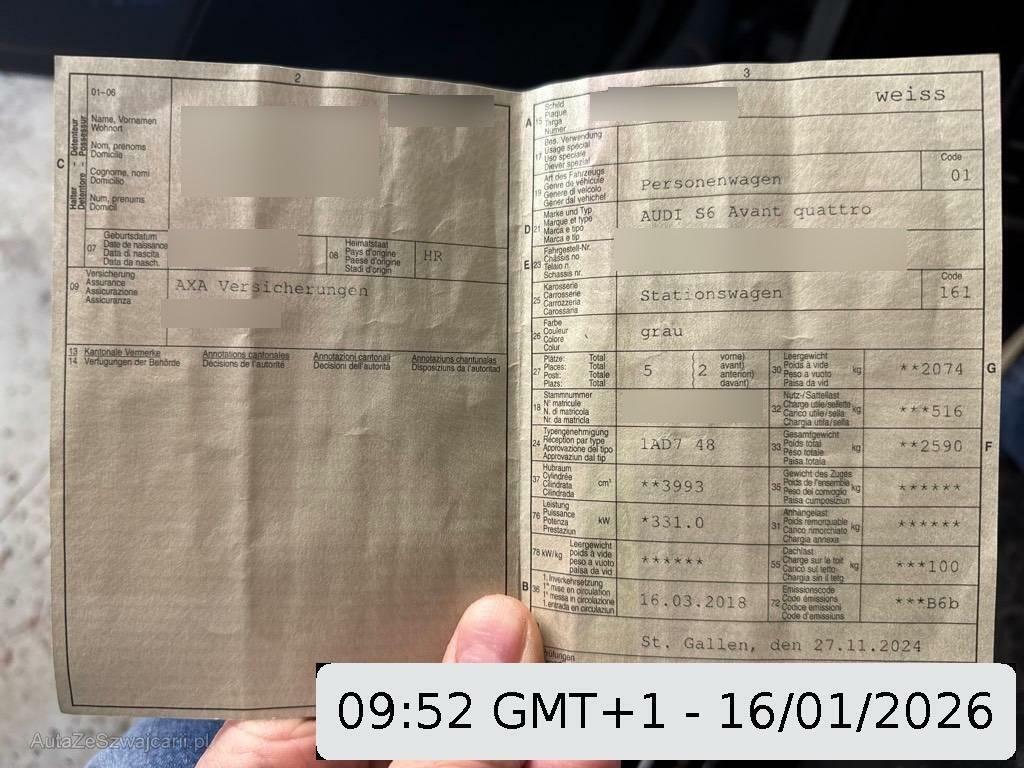 2
01–06
C
Halter Détenteur
Detentore Possessur
Name, Vornamen
Wohnort
Nom, prénoms
Domicile
Cognome, nomi
Domicilio
Num, prenums
Domicil
07
Geburtsdatum
Date de naissance
Data di nascita
Data da nasch.
08
Heimatstaat
Pays d'origine
Paese d'origine
Stadi d'origin
HR
09
Versicherung
Assurance
Assicurazione
Assicuranza
AXA Versicherungen
13
14
Kantonale Vermerke
Verfügungen der Behörde
Annotations cantonales
Décisions de l'autorité
Annotazioni cantonali
Decisioni dell'autorità
Annotaziuns chantunalas
Disposiziuns da l'autoritad
3
A
15
Schild
Plaque
Targa
Numer
weiss
17
Bes. Verwendung
Usage spécial
Uso speciale
Diever spezial
19
Art des Fahrzeugs
Genre de véhicule
Genere di veicolo
Gener dal vehichel
Personenwagen
Code
01
D
21
Marke und Typ
Marque et type
Marca e tipo
Marca e tip
AUDI S6 Avant quattro
E
23
Fahrgestell-Nr.
Châssis no
Telaio n.
Schassis nr.
25
Karosserie
Carrosserie
Carrozzeria
Carossaria
Stationswagen
Code
161
26
Farbe
Couleur
Colore
Colur
grau
27
Plätze: Total
Places: Total
Posti: Totale
Plazs: Total
5
2
vorne)
avant)
anteriori)
davant)
30
Leergewicht
Poids à vide
Peso a vuoto
Paisa da vid
kg
**2074
G
18
Stammnummer
N° matricule
N. di matricola
Nr. da matricla
32
Nutz-/Sattellast
Charge utile/sellette
Carico utile/sella
Chargia utila/sella
kg
***516
24
Typengenehmigung
Réception par type
Approvazione del tipo
Approvaziun dal tip
1AD7 48
33
Gesamtgewicht
Poids total
Peso totale
Paisa totala
kg
**2590
F
37
Hubraum
Cylindrée
Cilindrata
Cilindrada
cm³
**3993
35
Gewicht des Zuges
Poids de l'ensemble
Peso del convoglio
Paisa cumposiziun
kg
******
76
Leistung
Puissance
Potenza
Prestaziun
kW
*331.0
31
Anhängelast
Poids remorquable
Carico rimorchiato
Chargia annexa
kg
******
78 kW/kg
Leergewicht
poids à vide
peso a vuoto
paisa da vid
******
55
Dachlast
Charge sur le toit
Carico sul tetto
Chargia sin il tetg
kg
***100
B
36
1. Inverkehrsetzung
1re mise en circulation
1a messa in circolazione
1. entrada en circulaziun
16.03.2018
72
Emissionscode
Code émissions
Codice emissioni
Code d'emissiuns
***B6b
St. Gallen, den 27.11.2024
AutaZeSzwajcarii.pl
09:52 GMT+1 - 16/01/2026